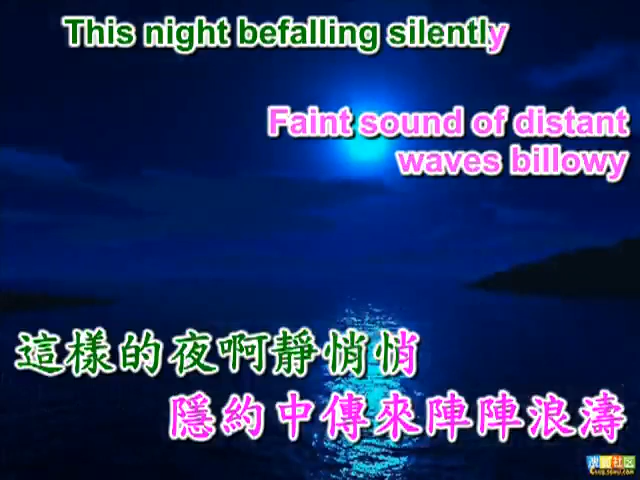 This night befalling silently
Faint sound of distant
waves billowy
這樣的夜啊靜悄悄
隱約中傳來陣陣浪濤